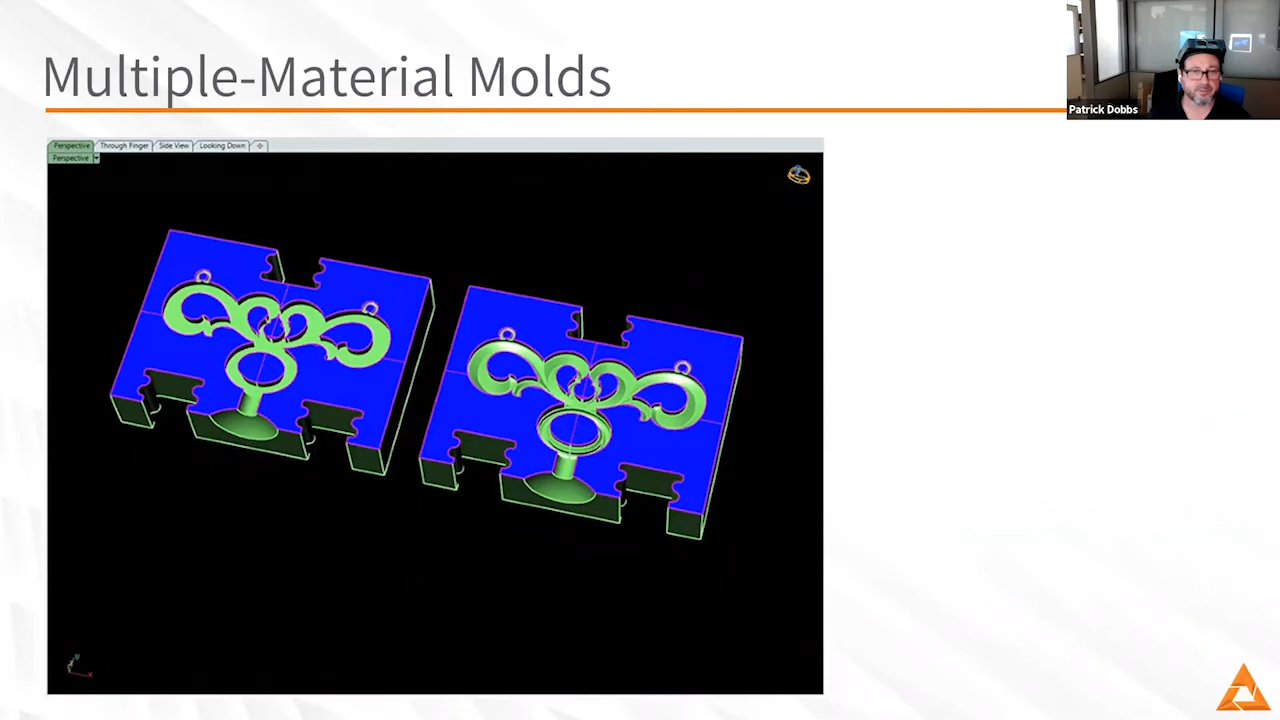 Multiple-Material Molds
Patrick Dobbs
Perspective Through Finger Side View Looking Down
Perspective